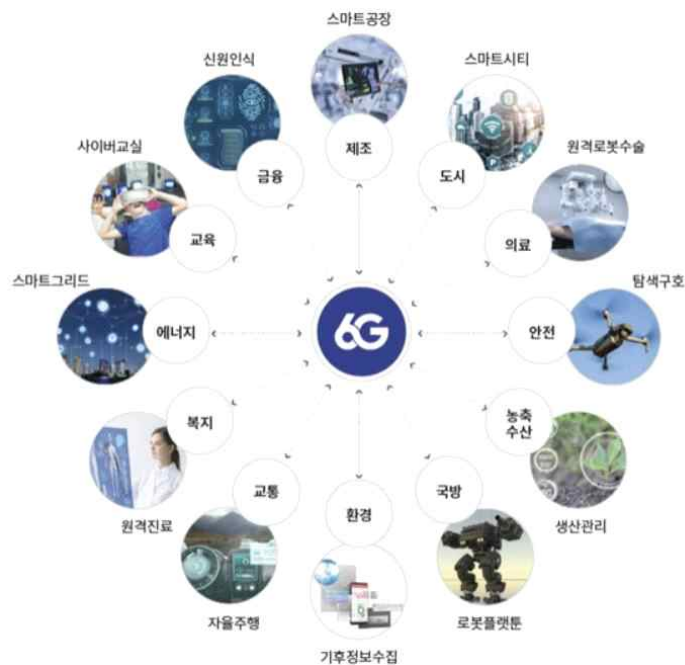 스마트공장
제조
스마트시티
도시
원격로봇수술
의료
탐색구호
안전
농축
수산
생산관리
국방
로봇플랫툰
환경
기후정보수집
교통
자율주행
복지
원격진료
에너지
스마트그리드
교육
사이버교실
금융
신원인식
6G